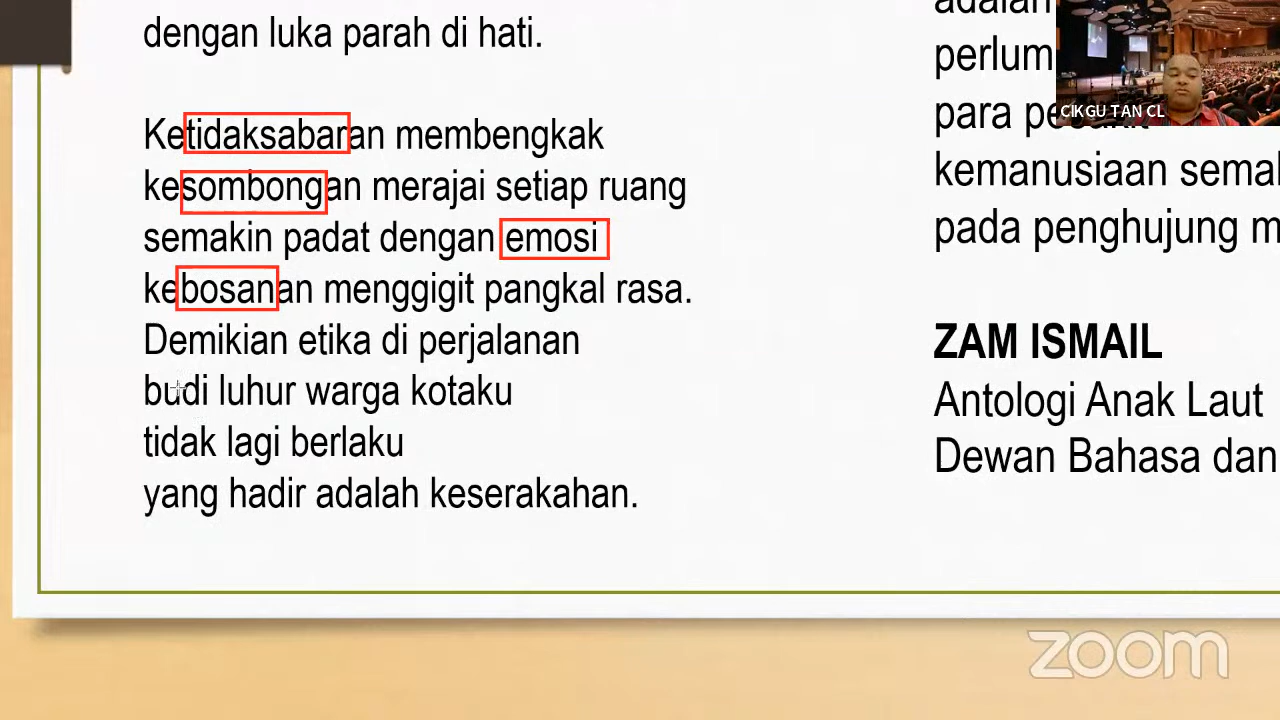 dengan luka parah di hati.
Ketidaksabaran membengkak
kesombongan merajai setiap ruang
semakin padat dengan emosi
kebosanan menggigit pangkal rasa.
Demikian etika di perjalanan
budi luhur warga kotaku
tidak lagi berlaku
yang hadir adalah keserakahan.
adalah
perlum
para
kemanusiaan sema
pada penghujung m
ZAM ISMAIL
Antologi Anak Laut
Dewan Bahasa dan
CIKGU TAN CL
zoom